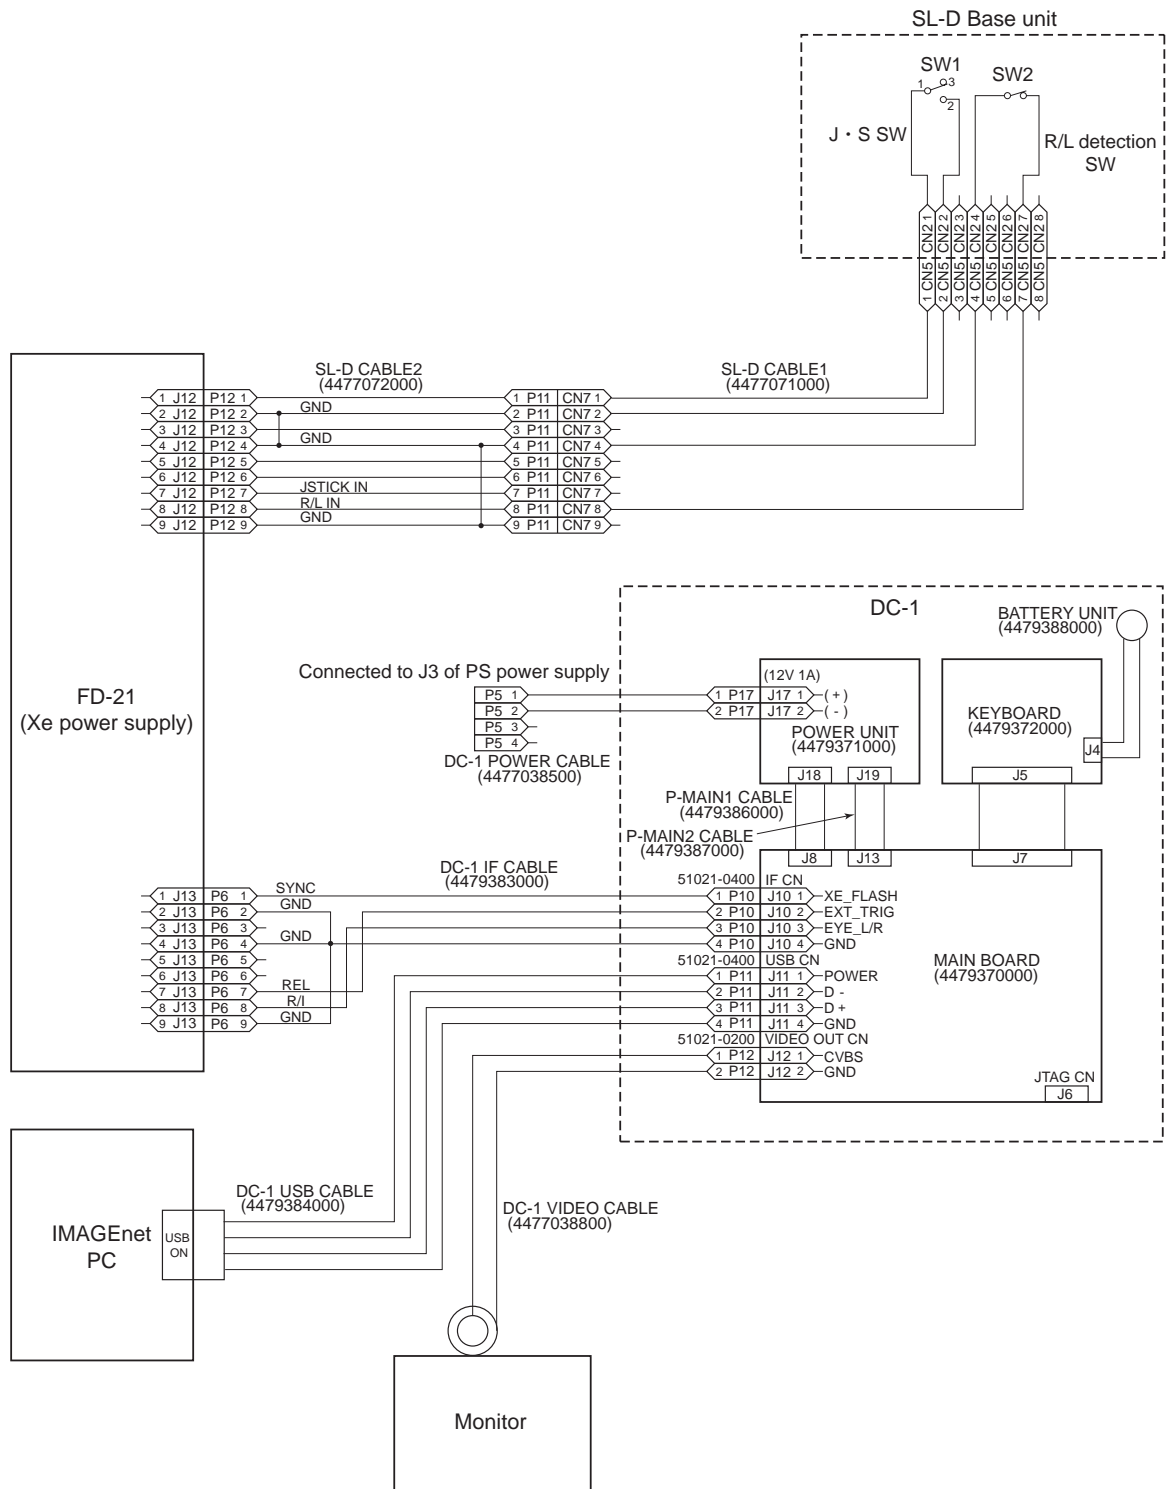 SL-D Base unit
SW1
SW2
1
3
2
J・S SW
R/L detection
SW
1 CN5 CN2 1
2 CN5 CN2 2
3 CN5 CN2 3
4 CN5 CN2 4
5 CN5 CN2 5
6 CN5 CN2 6
7 CN5 CN2 7
8 CN5 CN2 8
SL-D CABLE2
(4477072000)
SL-D CABLE1
(4477071000)
1 J12 P12 1
GND
1 P11 CN7 1
2 J12 P12 2
2 P11 CN7 2
3 J12 P12 3
GND
3 P11 CN7 3
4 J12 P12 4
4 P11 CN7 4
5 J12 P12 5
5 P11 CN7 5
6 J12 P12 6
6 P11 CN7 6
7 J12 P12 7
JSTICK IN
7 P11 CN7 7
8 J12 P12 8
R/L IN
8 P11 CN7 8
9 J12 P12 9
GND
9 P11 CN7 9
FD-21
(Xe power supply)
DC-1
BATTERY UNIT
(4479388000)
Connected to J3 of PS power supply
P5 1
P5 2
P5 3
P5 4
DC-1 POWER CABLE
(4477038500)
(12V 1A)
1 P17 J17 1 (+)
2 P17 J17 2 (-)
POWER UNIT
(4479371000)
J18
J19
KEYBOARD
(4479372000)
J4
J5
P-MAIN1 CABLE
(4479386000)
P-MAIN2 CABLE
(4479387000)
J8
J13
J7
DC-1 IF CABLE
(4479383000)
51021-0400 IF CN
1 P10 J10 1 XE_FLASH
2 P10 J10 2 EXT_TRIG
3 P10 J10 3 EYE_L/R
4 P10 J10 4 GND
51021-0400 USB CN
1 P11 J11 1 POWER
2 P11 J11 2 D -
3 P11 J11 3 D +
4 P11 J11 4 GND
51021-0200 VIDEO OUT CN
1 P12 J12 1 CVBS
2 P12 J12 2 GND
MAIN BOARD
(4479370000)
JTAG CN
J6
1 J13 P6 1 SYNC
2 J13 P6 2 GND
3 J13 P6 3
4 J13 P6 4 GND
5 J13 P6 5
6 J13 P6 6
7 J13 P6 7 REL
8 J13 P6 8 R/I
9 J13 P6 9 GND
DC-1 USB CABLE
(4479384000)
DC-1 VIDEO CABLE
(4477038800)
IMAGEnet
PC
USB
ON
Monitor